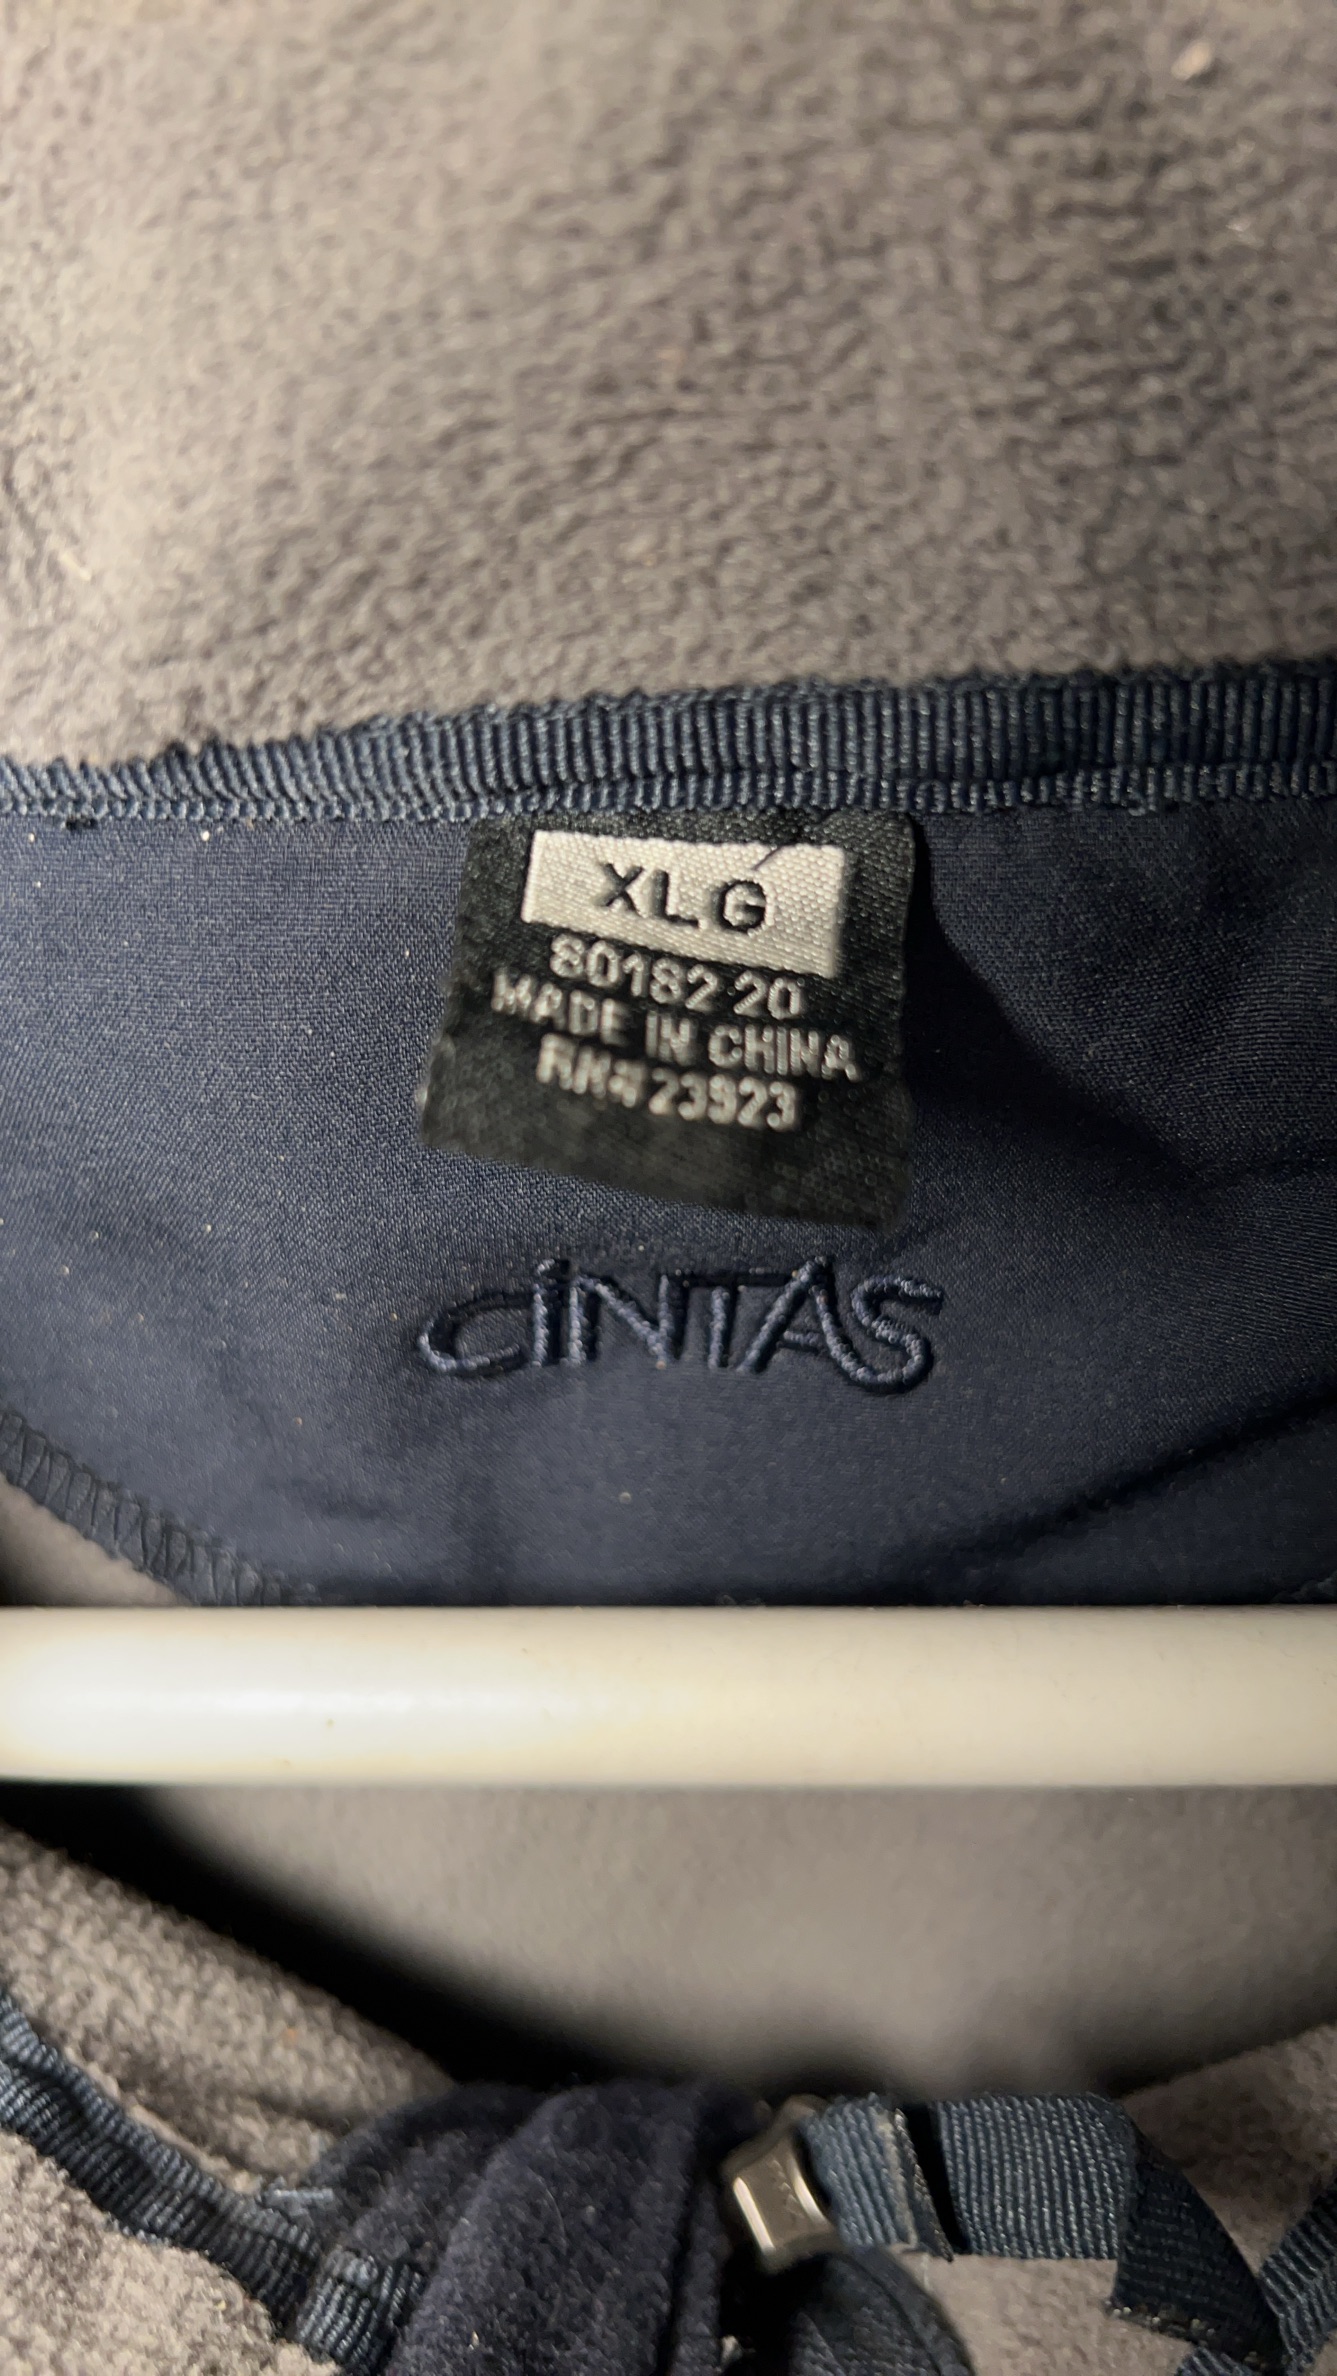 XLG
80182 20
MADE IN CHINA
RN# 23923
CINTAS